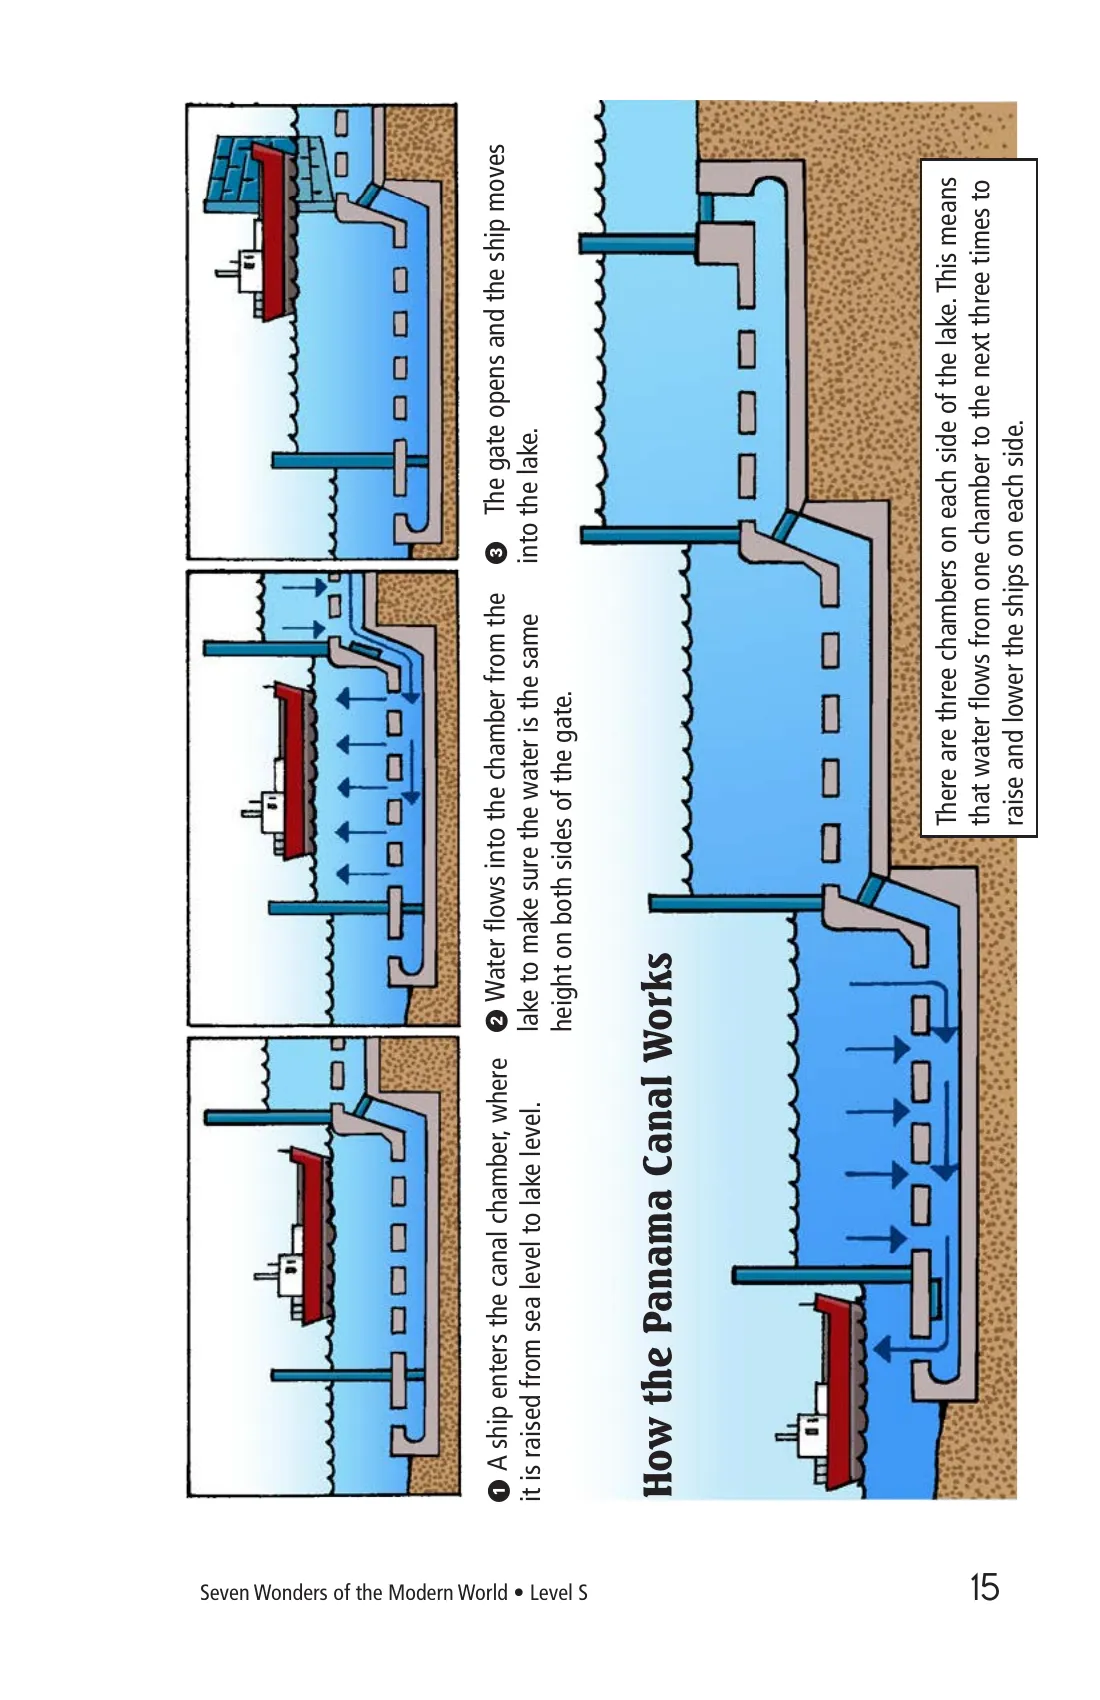 How the Panama Canal Works
❶ A ship enters the canal chamber, where
it is raised from sea level to lake level.
❷ Water flows into the chamber from the
lake to make sure the water is the same
height on both sides of the gate.
❸ The gate opens and the ship moves
into the lake.
There are three chambers on each side of the lake. This means
that water flows from one chamber to the next three times to
raise and lower the ships on each side.
Seven Wonders of the Modern World • Level S
15